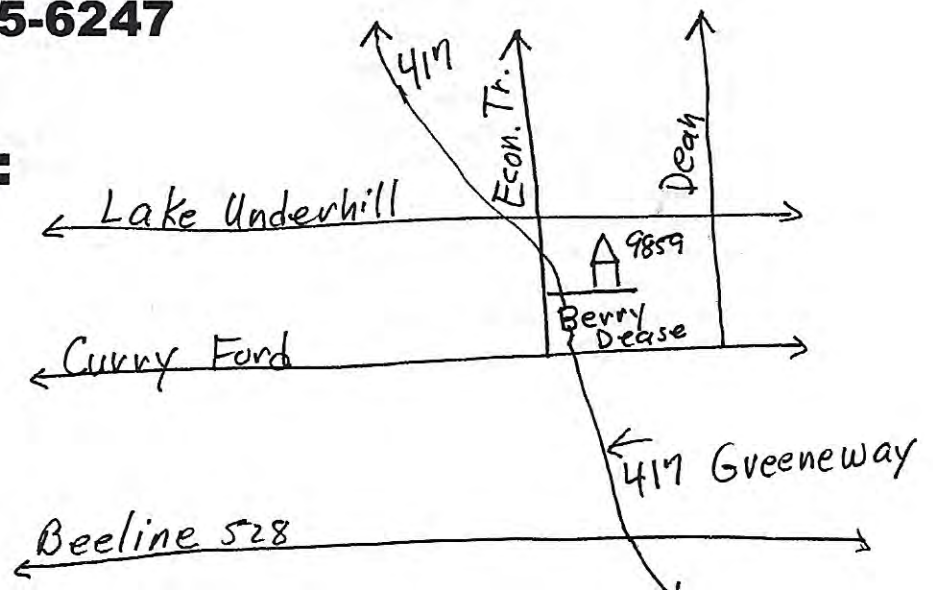 5-6247
:
417
Econ. Tr.
Dean
Lake Underhill
9859
Berry
Dease
Curry Ford
417 Greeneway
Beeline 528